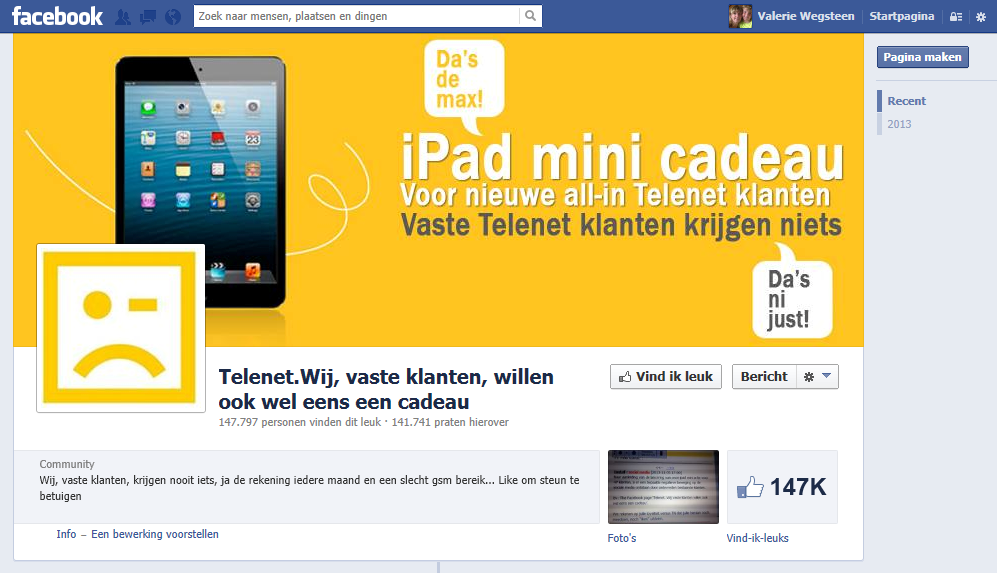 facebook
Zoek naar mensen, plaatsen en dingen
Valerie Wegsteen
Startpagina
Pagina maken
Recent
2013
Da's
de
max!
iPad mini cadeau
Voor nieuwe all-in Telenet klanten
Vaste Telenet klanten krijgen niets
Da's
ni
just!
23
Telenet.Wij, vaste klanten, willen
ook wel eens een cadeau
147.797 personen vinden dit leuk · 141.741 praten hierover
Vind ik leuk
Bericht
Community
Wij, vaste klanten, krijgen nooit iets, ja de rekening iedere maand en een slecht gsm bereik... Like om steun te
betuigen
147K
Info – Een bewerking voorstellen
Foto's
Vind-ik-leuks